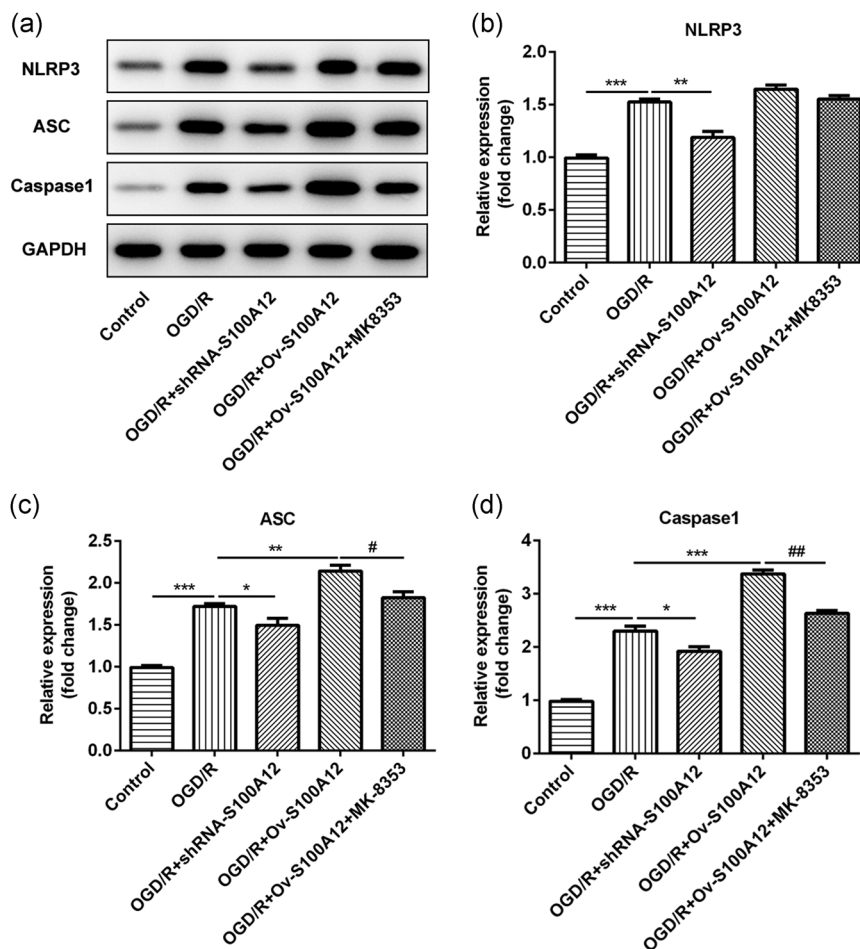 (a)
NLRP3
ASC
Caspase1
GAPDH
Control
OGD/R
OGD/R+shRNA-S100A12
OGD/R+Ov-S100A12
OGD/R+Ov-S100A12+MK8353
(b)
NLRP3
Relative expression
(fold change)
2.0
1.5
1.0
0.5
0.0
***
**
Control
OGD/R
OGD/R+shRNA-S100A12
OGD/R+Ov-S100A12
OGD/R+Ov-S100A12+MK8353
(c)
ASC
Relative expression
(fold change)
2.5
2.0
1.5
1.0
0.5
0.0
***
*
**
#
Control
OGD/R
OGD/R+shRNA-S100A12
OGD/R+Ov-S100A12
OGD/R+Ov-S100A12+MK-8353
(d)
Caspase1
Relative expression
(fold change)
4
3
2
1
0
***
*
***
##
Control
OGD/R
OGD/R+shRNA-S100A12
OGD/R+Ov-S100A12
OGD/R+Ov-S100A12+MK-8353